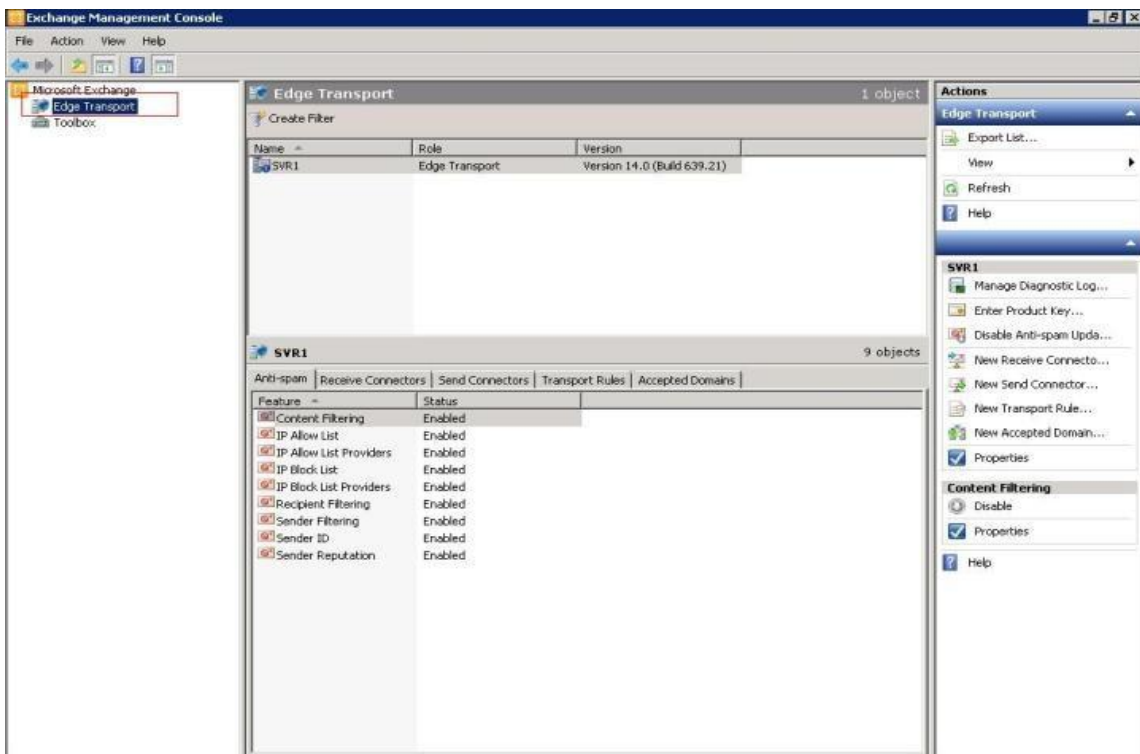 Exchange Management Console
File Action View Help
Microsoft Exchange
Edge Transport
Toolbox
Edge Transport 1 object
Create Filter
Name Role Version
SVR1 Edge Transport Version 14.0 (Build 639.21)
SVR1 9 objects
Anti-spam Receive Connectors Send Connectors Transport Rules Accepted Domains
Feature Status
Content Filtering Enabled
IP Allow List Enabled
IP Allow List Providers Enabled
IP Block List Enabled
IP Block List Providers Enabled
Recipient Filtering Enabled
Sender Filtering Enabled
Sender ID Enabled
Sender Reputation Enabled
Actions
Edge Transport
Export List...
View
Refresh
Help
SVR1
Manage Diagnostic Log...
Enter Product Key...
Disable Anti-spam Upda...
New Receive Connecto...
New Send Connector...
New Transport Rule...
New Accepted Domain...
Properties
Content Filtering
Disable
Properties
Help